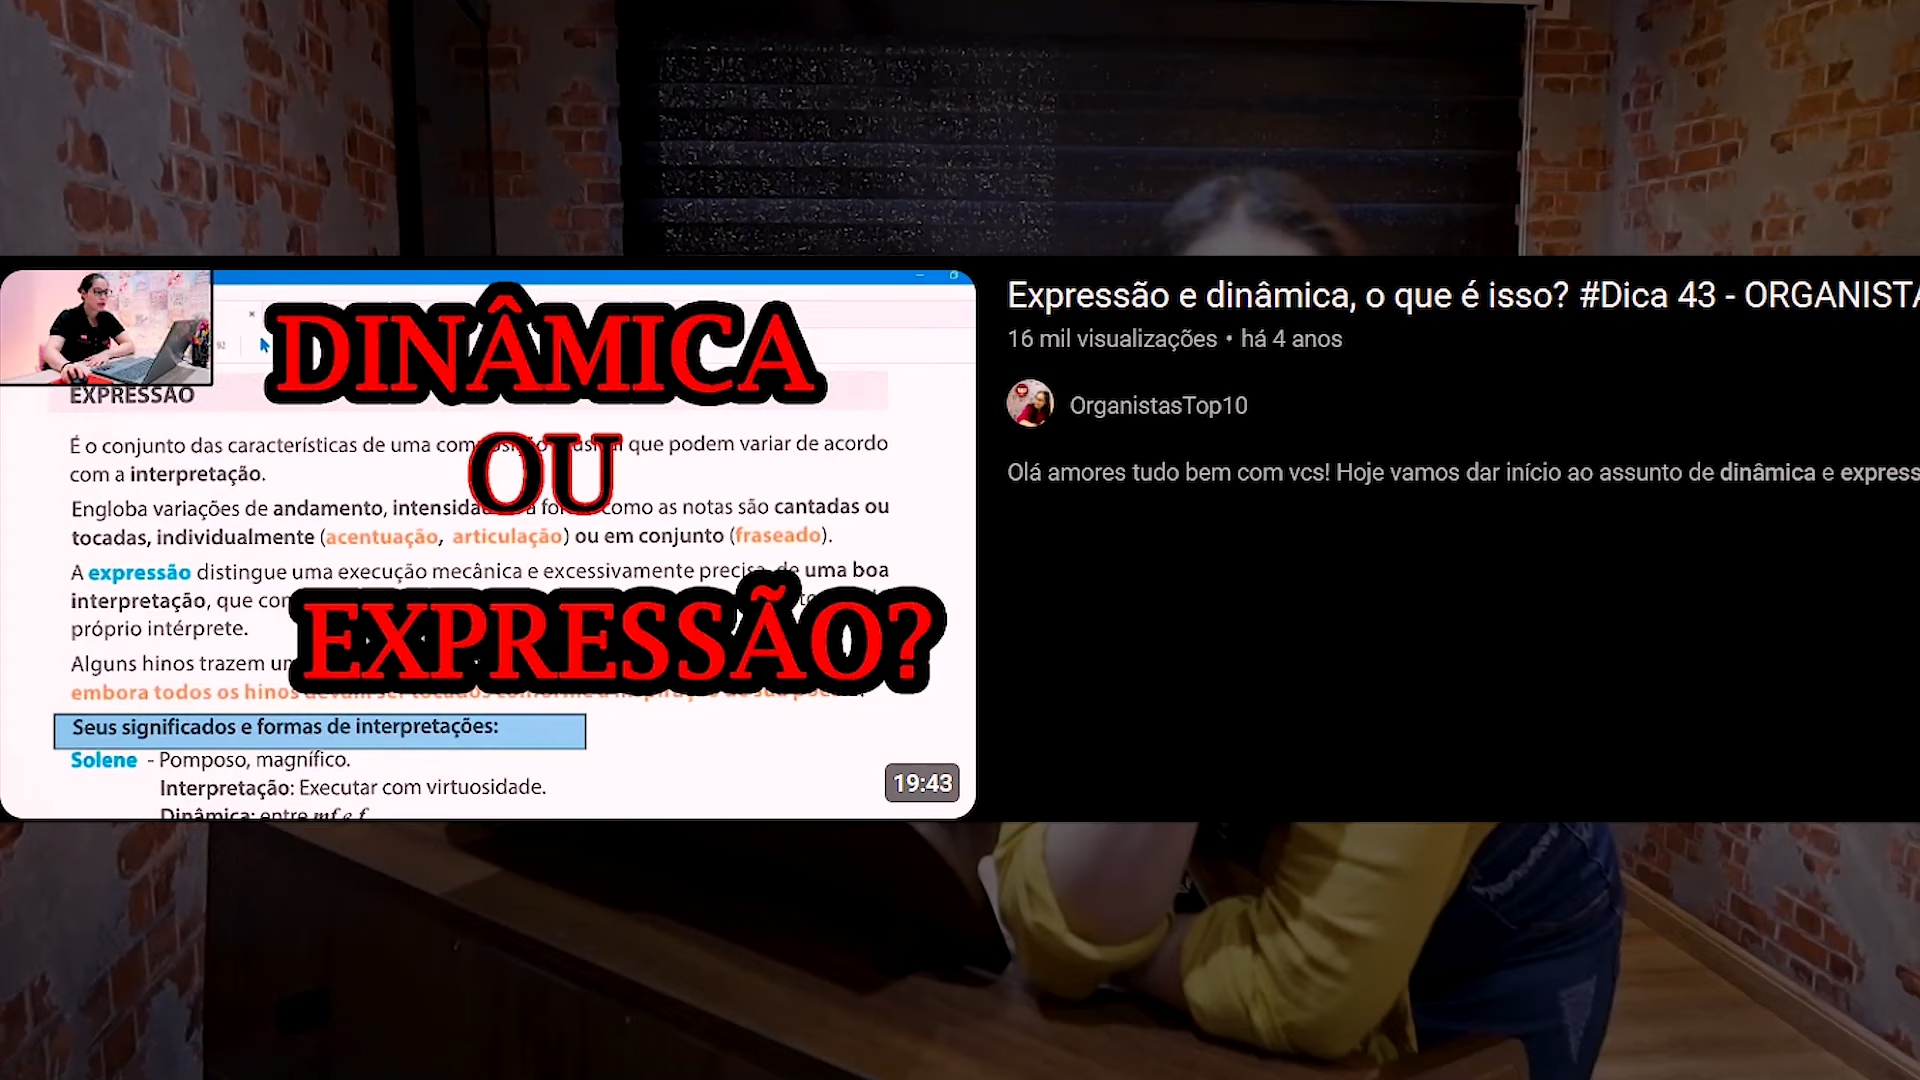 DINÂMICA
OU
EXPRESSÃO?
92
EXPRESSÃO
É o conjunto das características de uma que podem variar de acordo
com a interpretação.
Engloba variações de andamento, como as notas são cantadas ou
tocadas, individualmente (acentuação, articulação) ou em conjunto (fraseado).
A expressão distingue uma execução mecânica e excessivamente de uma boa
interpretação, que
próprio intérprete.
Alguns hinos trazem
embora todos os hinos
Seus significados e formas de interpretações:
Solene - Pomposo, magnífico.
Interpretação: Executar com virtuosidade.
Dinâmica: entre mf e f
19:43
Expressão e dinâmica, o que é isso? #Dica 43 - ORGANISTA
16 mil visualizações • há 4 anos
OrganistasTop10
Olá amores tudo bem com vcs! Hoje vamos dar início ao assunto de dinâmica e express